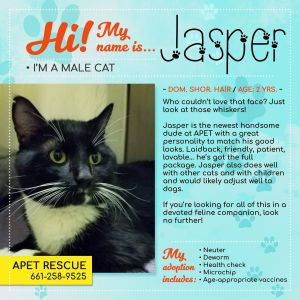 Hi! My name is... Jasper
• I'M A MALE CAT
- DOM. SHOR. HAIR / AGE: 2 YRS. -
Who couldn't love that face? Just
look at those whiskers!
Jasper is the newest handsome
dude at APET with a great
personality to match his good
looks. Laidback, friendly, patient,
lovable... he's got the full
package. Jasper also does well
with other cats and with children
and would likely adjust well to
dogs.
If you're looking for all of this in a
devoted feline companion, look
no further!
APET RESCUE
661-258-9525
My
adoption
includes:
• Neuter
• Deworm
• Health check
• Microchip
• Age-appropriate vaccines